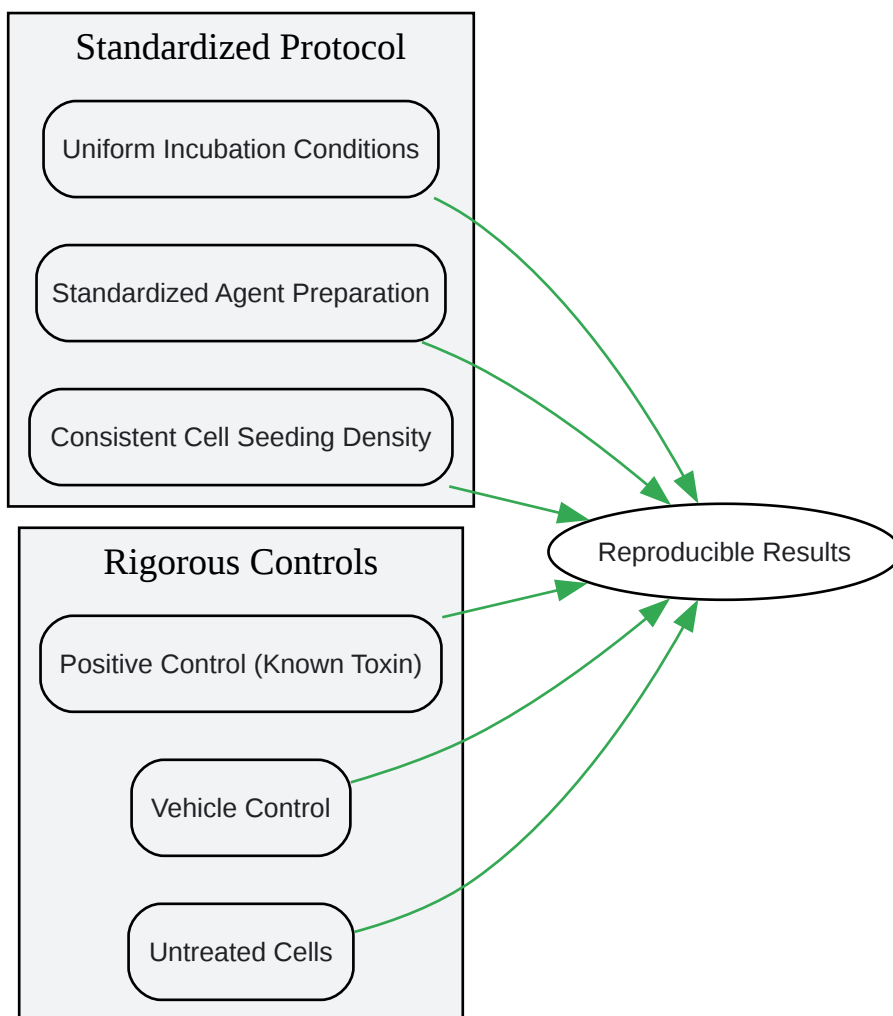 Standardized Protocol
Uniform Incubation Conditions
Standardized Agent Preparation
Consistent Cell Seeding Density
Reproducible Results
Rigorous Controls
Positive Control (Known Toxin)
Vehicle Control
Untreated Cells